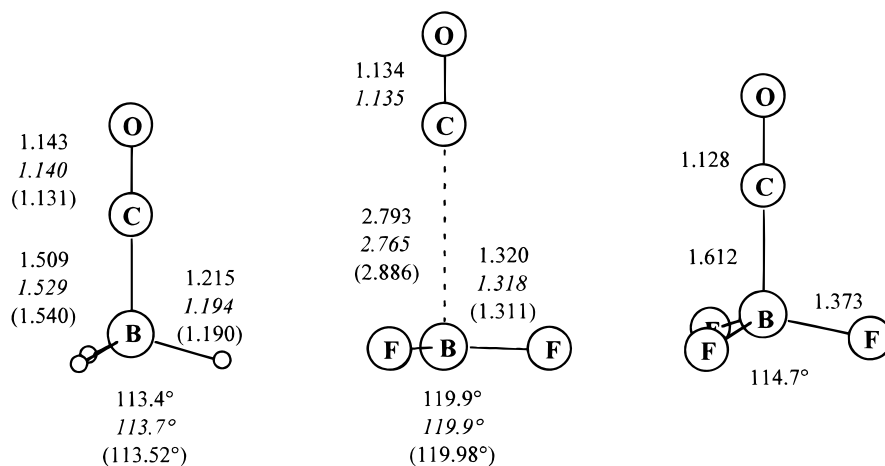 O
1.143
1.140
(1.131)
C
1.509
1.529
(1.540)
1.215
1.194
(1.190)
B
113.4°
113.7°
(113.52°)
O
1.134
1.135
C
2.793
2.765
(2.886)
1.320
1.318
(1.311)
F B F
119.9°
119.9°
(119.98°)
O
1.128
C
1.612
1.373
F B
F F
114.7°